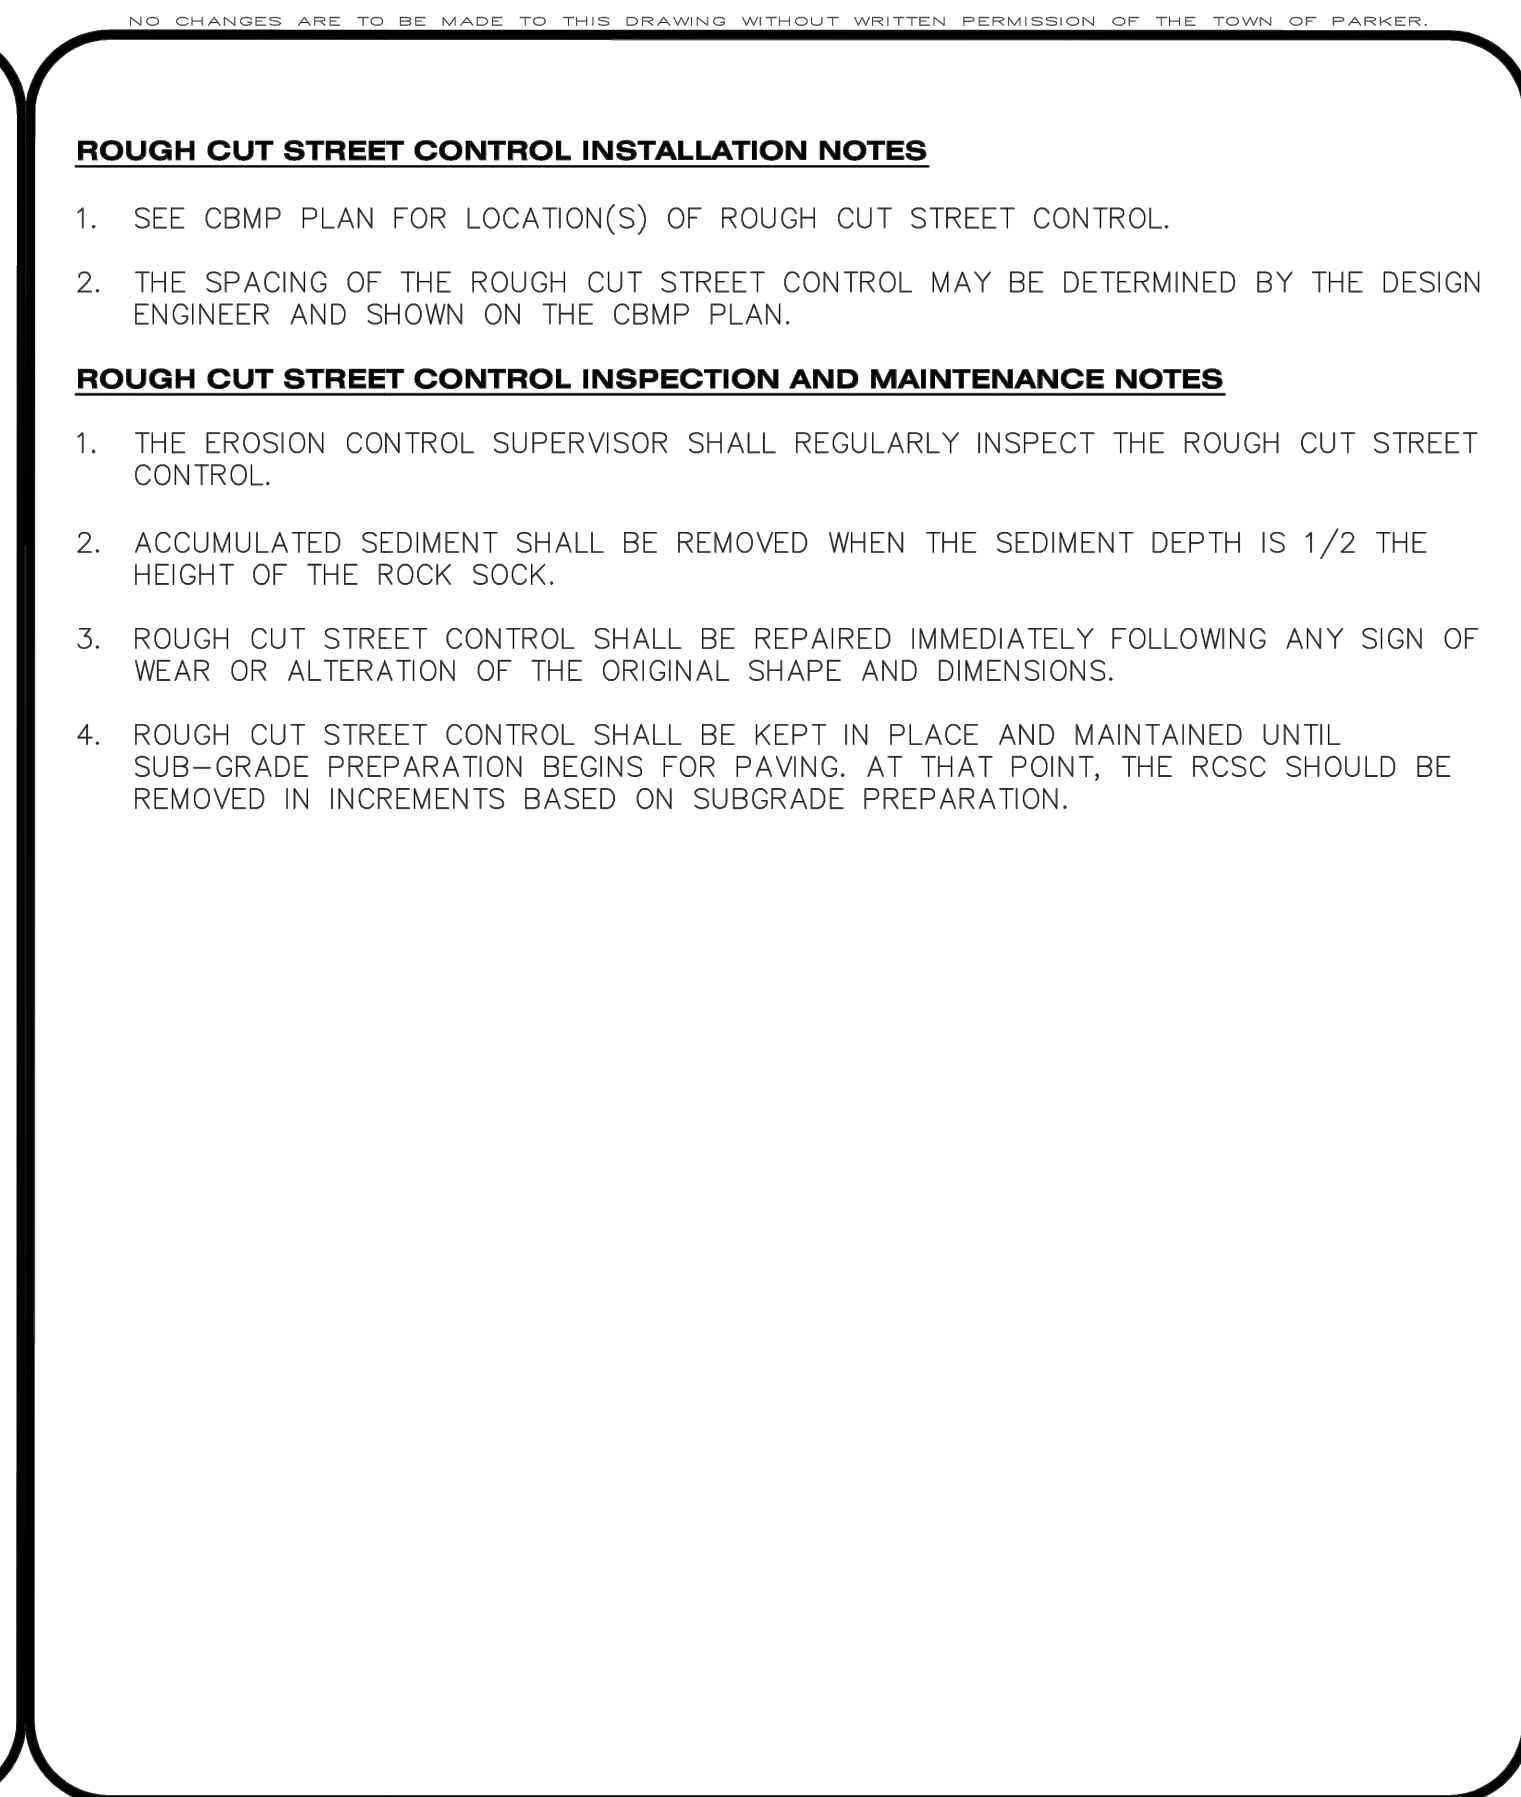 NO CHANGES ARE TO BE MADE TO THIS DRAWING WITHOUT WRITTEN PERMISSION OF THE TOWN OF PARKER.
ROUGH CUT STREET CONTROL INSTALLATION NOTES
1. SEE CBMP PLAN FOR LOCATION(S) OF ROUGH CUT STREET CONTROL.
2. THE SPACING OF THE ROUGH CUT STREET CONTROL MAY BE DETERMINED BY THE DESIGN
ENGINEER AND SHOWN ON THE CBMP PLAN.
ROUGH CUT STREET CONTROL INSPECTION AND MAINTENANCE NOTES
1. THE EROSION CONTROL SUPERVISOR SHALL REGULARLY INSPECT THE ROUGH CUT STREET
CONTROL.
2. ACCUMULATED SEDIMENT SHALL BE REMOVED WHEN THE SEDIMENT DEPTH IS 1/2 THE
HEIGHT OF THE ROCK SOCK.
3. ROUGH CUT STREET CONTROL SHALL BE REPAIRED IMMEDIATELY FOLLOWING ANY SIGN OF
WEAR OR ALTERATION OF THE ORIGINAL SHAPE AND DIMENSIONS.
4. ROUGH CUT STREET CONTROL SHALL BE KEPT IN PLACE AND MAINTAINED UNTIL
SUB-GRADE PREPARATION BEGINS FOR PAVING. AT THAT POINT, THE RCSC SHOULD BE
REMOVED IN INCREMENTS BASED ON SUBGRADE PREPARATION.